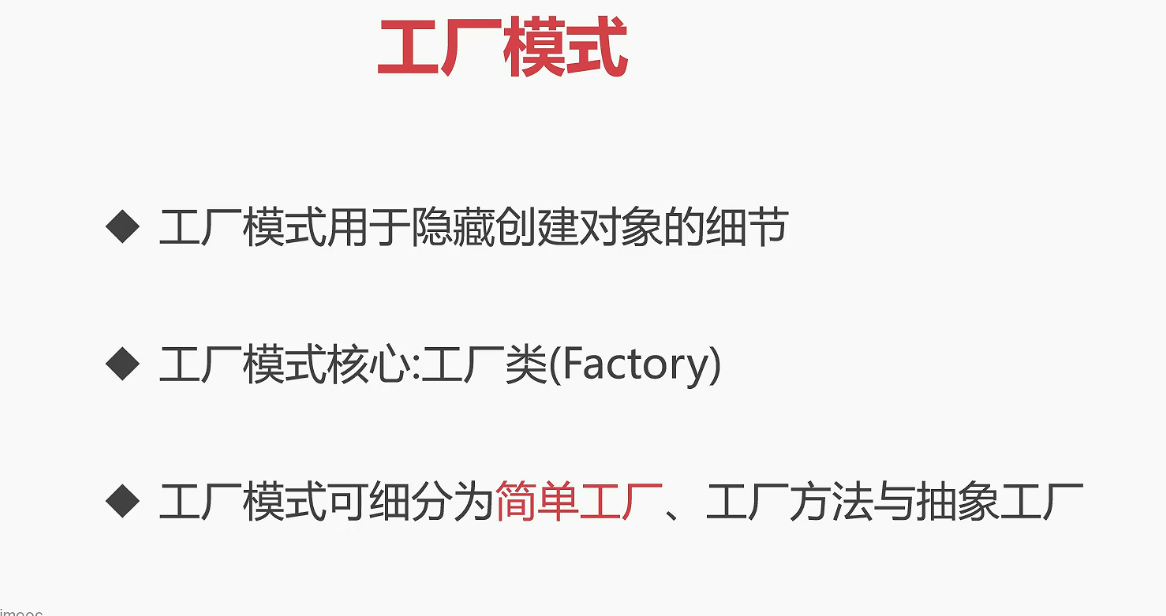 工厂模式
◆ 工厂模式用于隐藏创建对象的细节
◆ 工厂模式核心:工厂类(Factory)
◆ 工厂模式可细分为简单工厂、工厂方法与抽象工厂
imooc